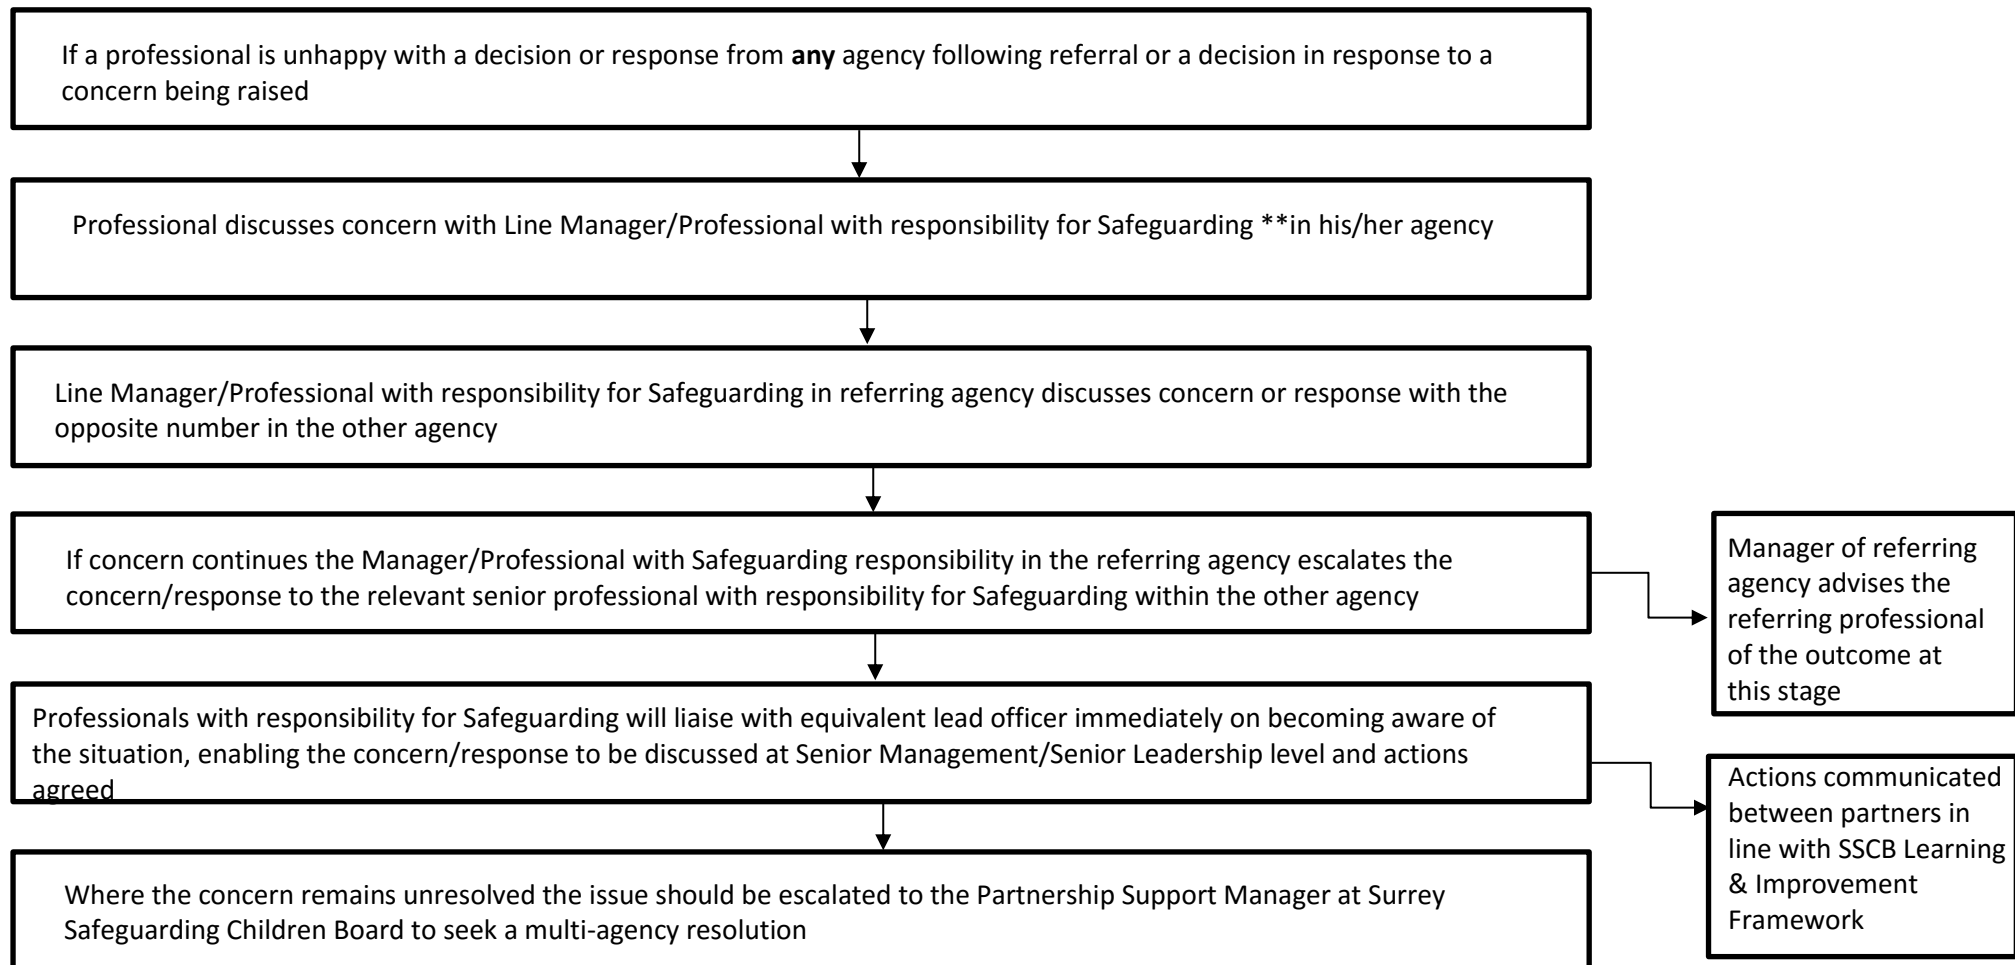 If a professional is unhappy with a decision or response from any agency following referral or a decision in response to a
concern being raised
Professional discusses concern with Line Manager/Professional with responsibility for Safeguarding **in his/her agency
Line Manager/Professional with responsibility for Safeguarding in referring agency discusses concern or response with the
opposite number in the other agency
If concern continues the Manager/Professional with Safeguarding responsibility in the referring agency escalates the
concern/response to the relevant senior professional with responsibility for Safeguarding within the other agency
Manager of referring
agency advises the
referring professional
of the outcome at
this stage
Professionals with responsibility for Safeguarding will liaise with equivalent lead officer immediately on becoming aware of
the situation, enabling the concern/response to be discussed at Senior Management/Senior Leadership level and actions
agreed
Actions communicated
between partners in
line with SSCB Learning
& Improvement
Framework
Where the concern remains unresolved the issue should be escalated to the Partnership Support Manager at Surrey
Safeguarding Children Board to seek a multi-agency resolution